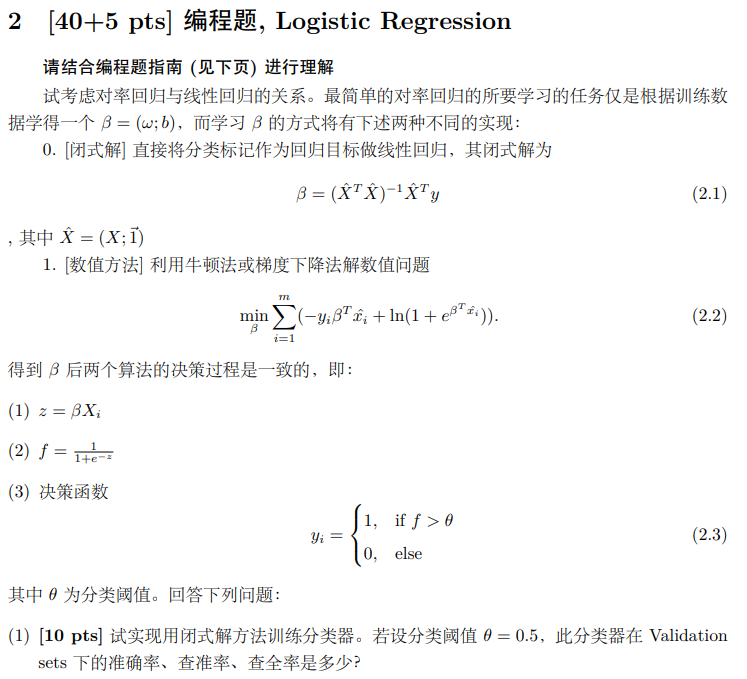 2 [40+5 pts] 编程题, Logistic Regression
请结合编程题指南 (见下页) 进行理解
试考虑对率回归与线性回归的关系。最简单的对率回归的所要学习的任务仅是根据训练数
据学得一个 β = (ω; b)，而学习 β 的方式将有下述两种不同的实现：
0. [闭式解] 直接将分类标记作为回归目标做线性回归，其闭式解为
β = (X̂ᵀX̂)⁻¹X̂ᵀy (2.1)
, 其中 X̂ = (X; 1⃗)
1. [数值方法] 利用牛顿法或梯度下降法解数值问题
min_β ∑_{i=1}^{m} (−y_i β^T x̂_i + ln(1 + e^{β^T x̂_i})). (2.2)
得到 β 后两个算法的决策过程是一致的，即：
(1) z = βX_i
(2) f = 1/(1+e^{−z})
(3) 决策函数
y_i = { 1, if f > θ
0, else (2.3)
其中 θ 为分类阈值。回答下列问题：
(1) [10 pts] 试实现用闭式解方法训练分类器。若设分类阈值 θ = 0.5，此分类器在 Validation
sets 下的准确率、查准率、查全率是多少?